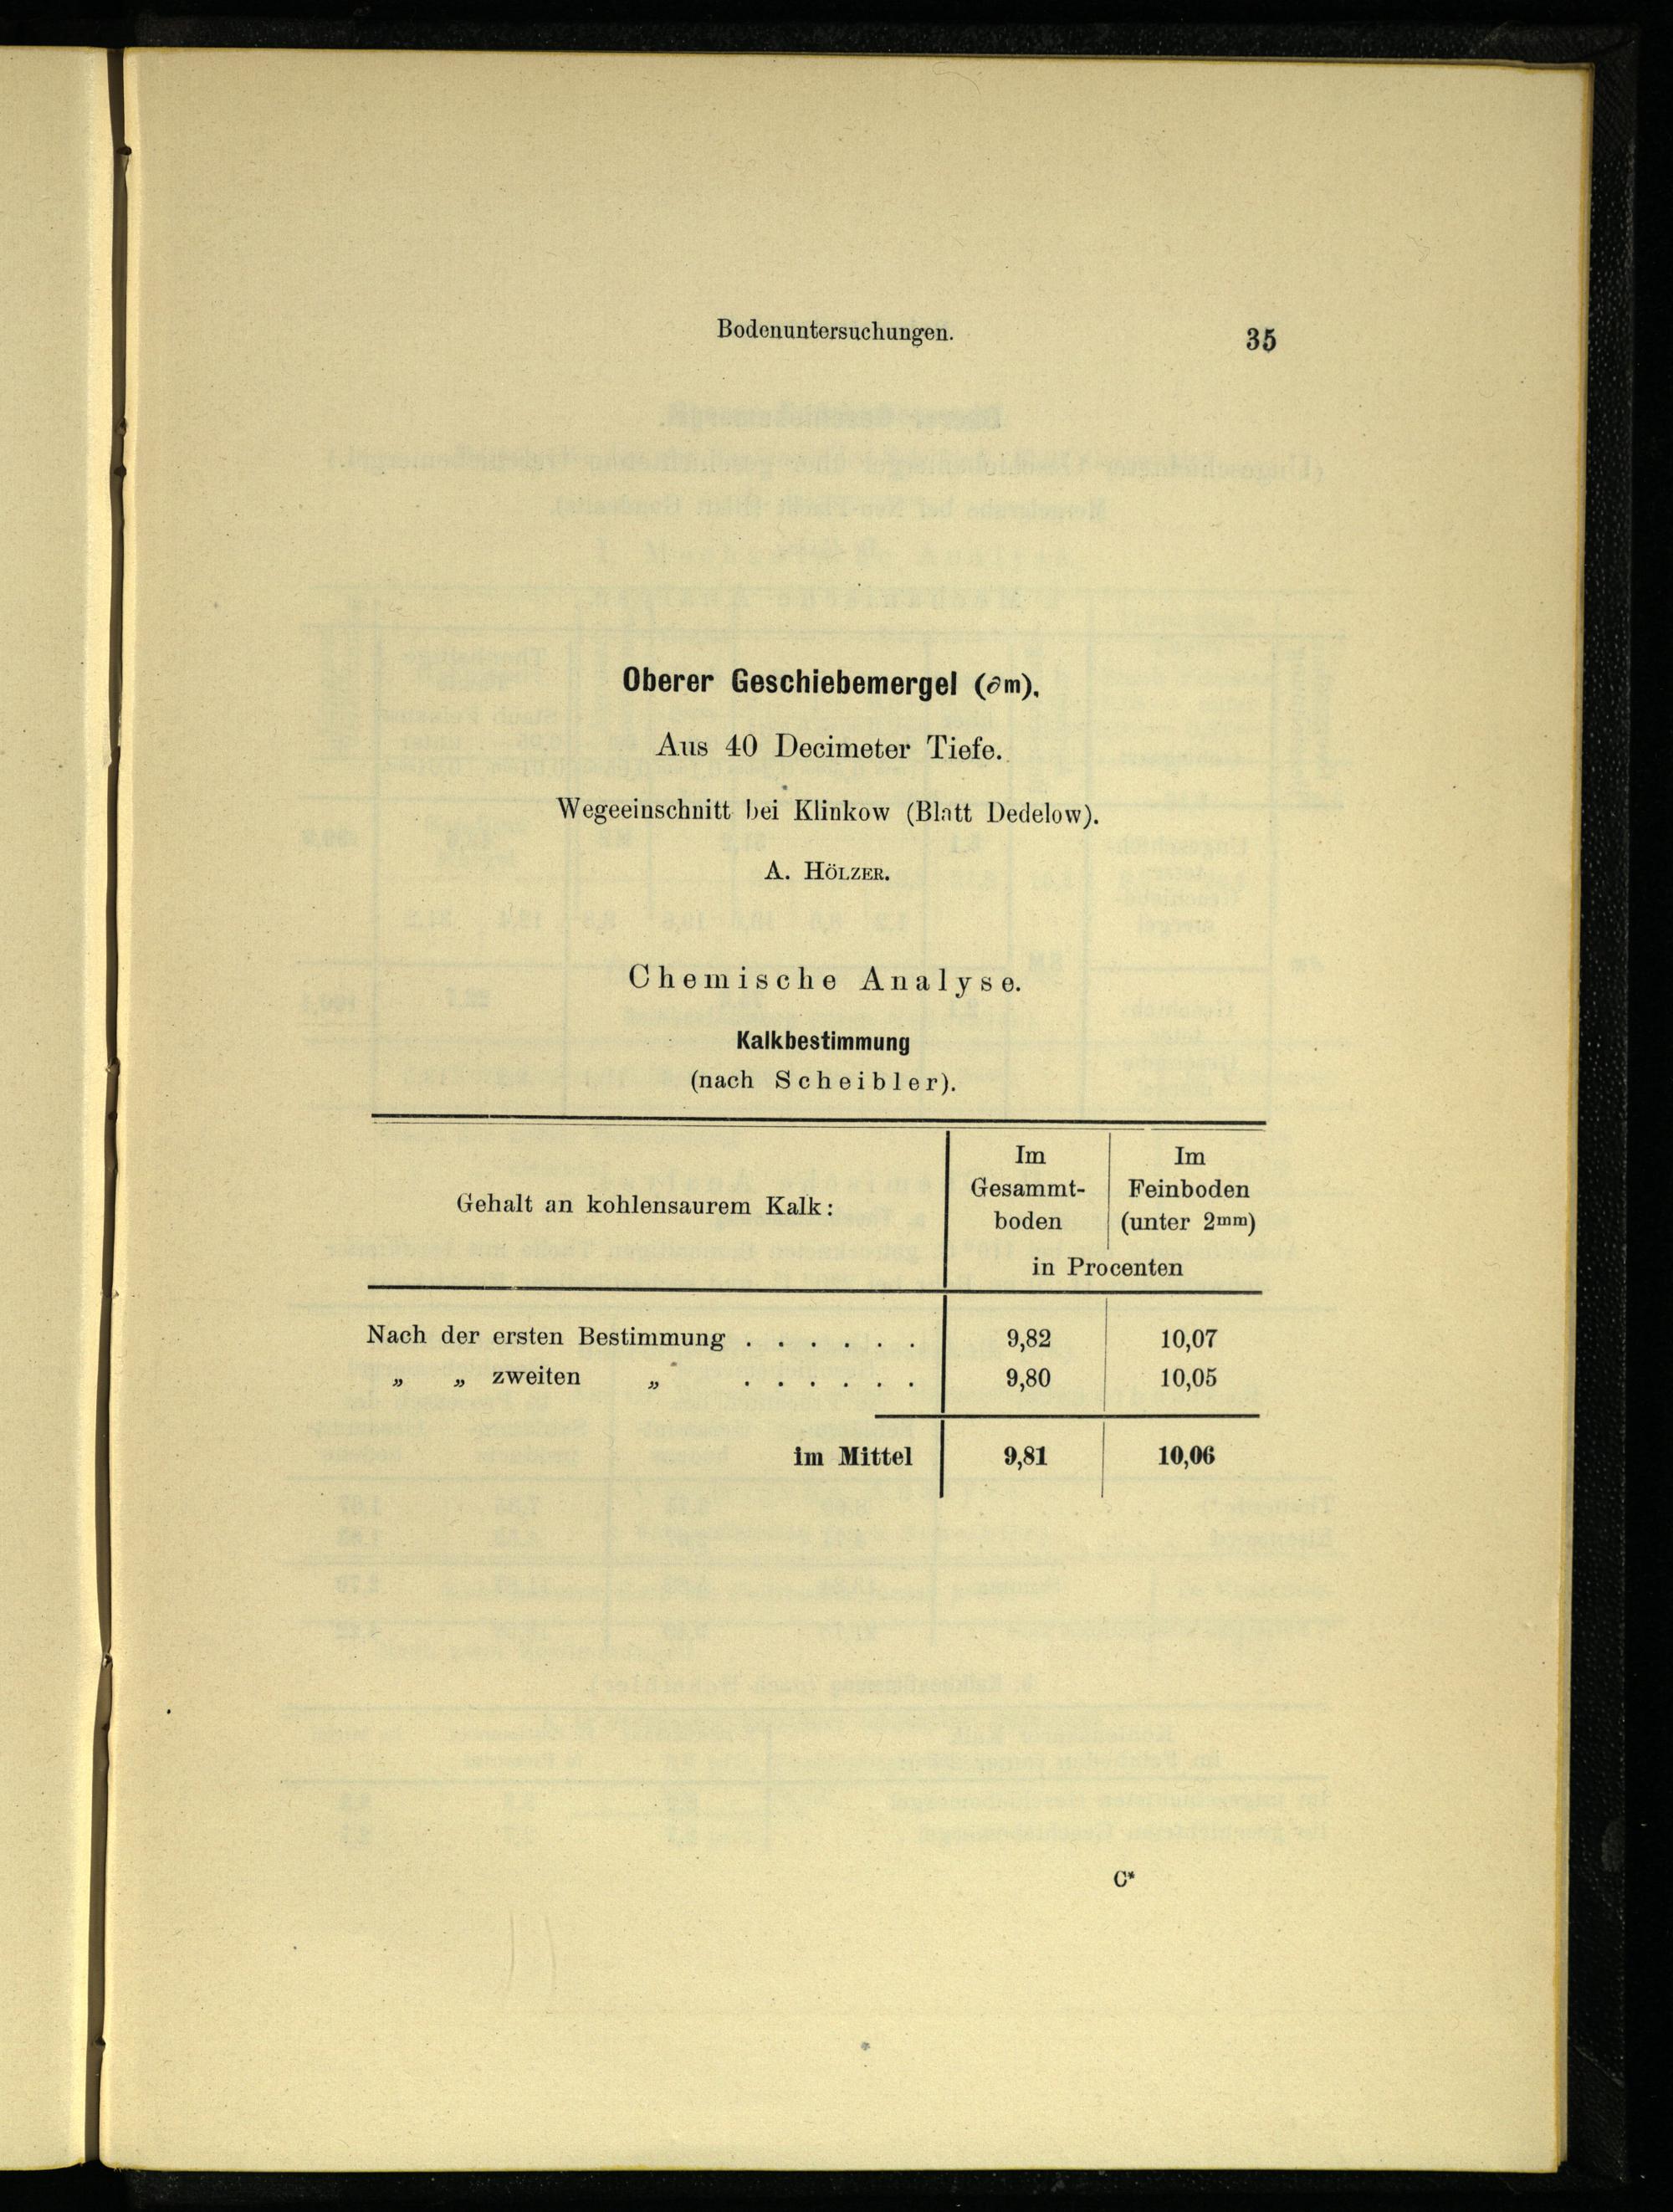 Bodenuntersuchungen. 35
Oberer Geschiebemergel (∂m).
Aus 40 Decimeter Tiefe.
Wegeeinschnitt bei Klinkow (Blatt Dedelow).
A. HÖLZER.
Chemische Analyse.
Kalkbestimmung
(nach Scheibler).
Gehalt an kohlensaurem Kalk:
Im
Gesammt-
boden
Im
Feinboden
(unter 2mm)
in Procenten
Nach der ersten Bestimmung . . . . . . 9,82 10,07
„ „ zweiten „ . . . . . . 9,80 10,05
im Mittel 9,81 10,06
C*